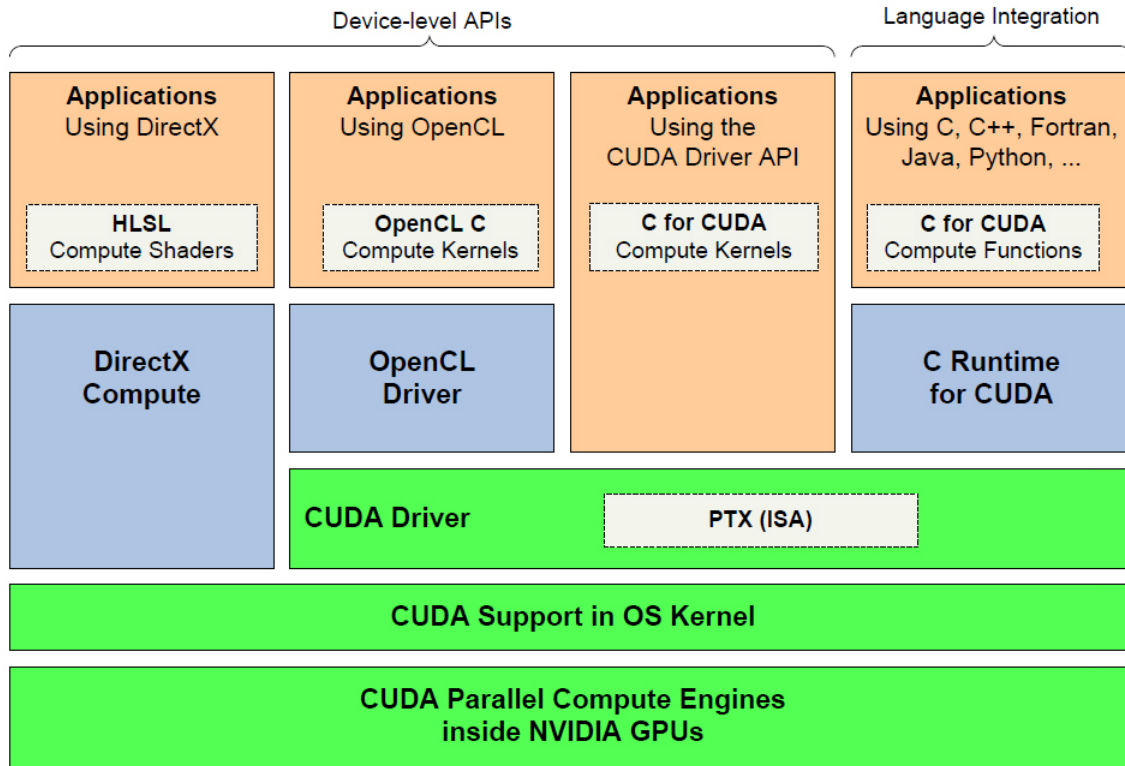 Device-level APIs
Language Integration
Applications
Using DirectX
HLSL
Compute Shaders
Applications
Using OpenCL
OpenCL C
Compute Kernels
Applications
Using the
CUDA Driver API
C for CUDA
Compute Kernels
Applications
Using C, C++, Fortran,
Java, Python, ...
C for CUDA
Compute Functions
DirectX
Compute
OpenCL
Driver
C Runtime
for CUDA
CUDA Driver
PTX (ISA)
CUDA Support in OS Kernel
CUDA Parallel Compute Engines
inside NVIDIA GPUs